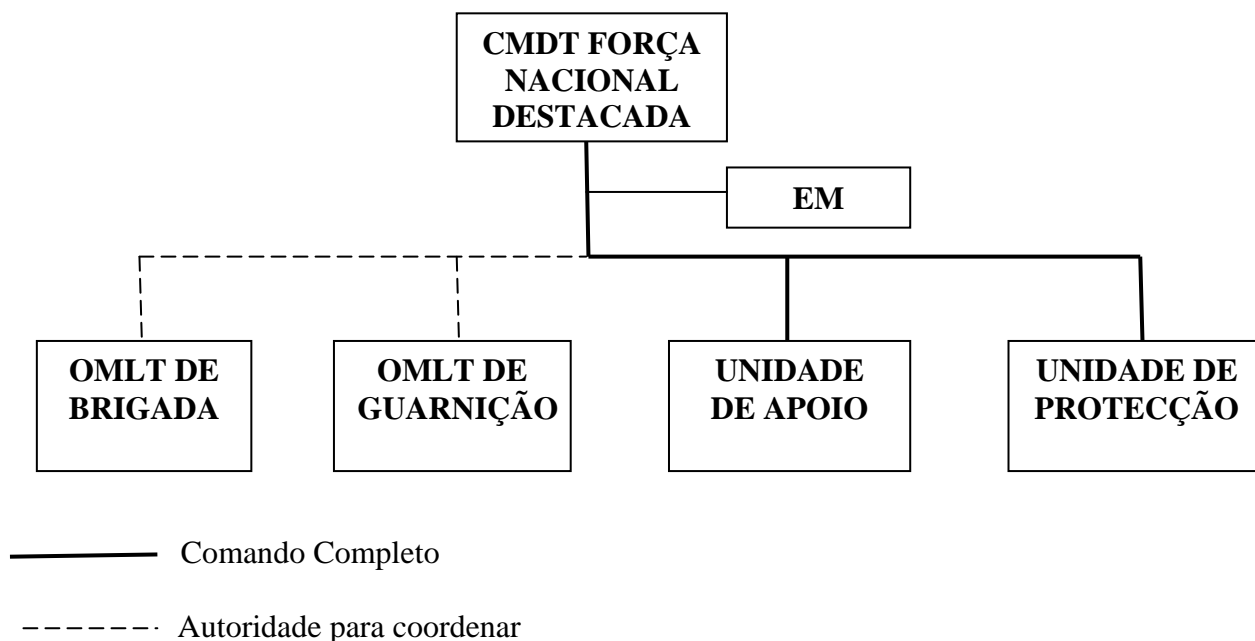 CMDT FORÇA
NACIONAL
DESTACADA
EM
OMLT DE
BRIGADA
OMLT DE
GUARNIÇÃO
UNIDADE
DE APOIO
UNIDADE DE
PROTECÇÃO
Comando Completo
Autoridade para coordenar